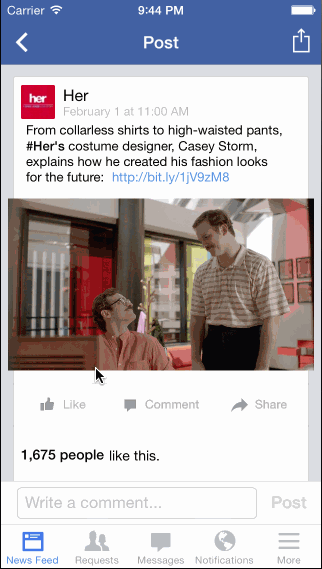 Carrier 9:44 PM
Post
her
Her
February 1 at 11:00 AM
From collarless shirts to high-waisted pants,
#Her's costume designer, Casey Storm,
explains how he created his fashion looks
for the future: http://bit.ly/1jV9zM8
Like Comment Share
1,675 people like this.
Write a comment... Post
News Feed Requests Messages Notifications More